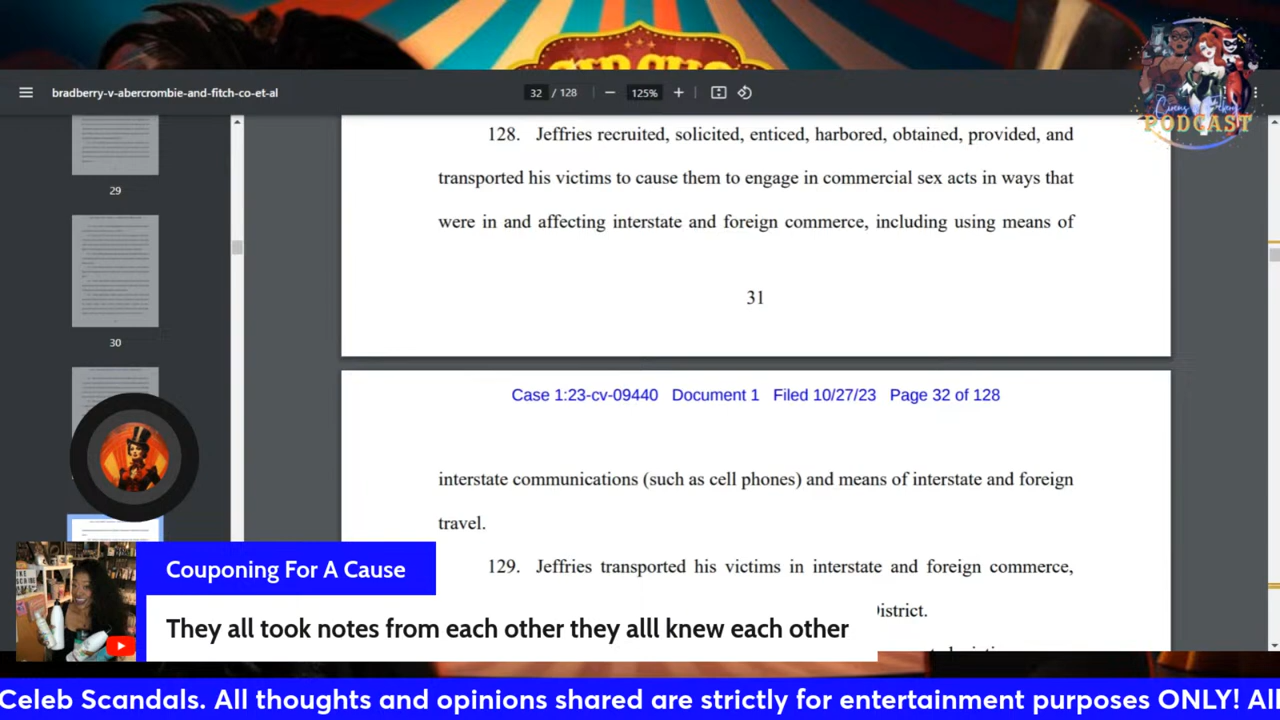 bradberry-v-abercrombie-and-fitch-co-et-al
32 / 128
125%
PODCAST
29
30
128. Jeffries recruited, solicited, enticed, harbored, obtained, provided, and
transported his victims to cause them to engage in commercial sex acts in ways that
were in and affecting interstate and foreign commerce, including using means of
31
Case 1:23-cv-09440 Document 1 Filed 10/27/23 Page 32 of 128
interstate communications (such as cell phones) and means of interstate and foreign
travel.
129. Jeffries transported his victims in interstate and foreign commerce,
District.
Couponing For A Cause
They all took notes from each other they alll knew each other
Celeb Scandals. All thoughts and opinions shared are strictly for entertainment purposes ONLY! All